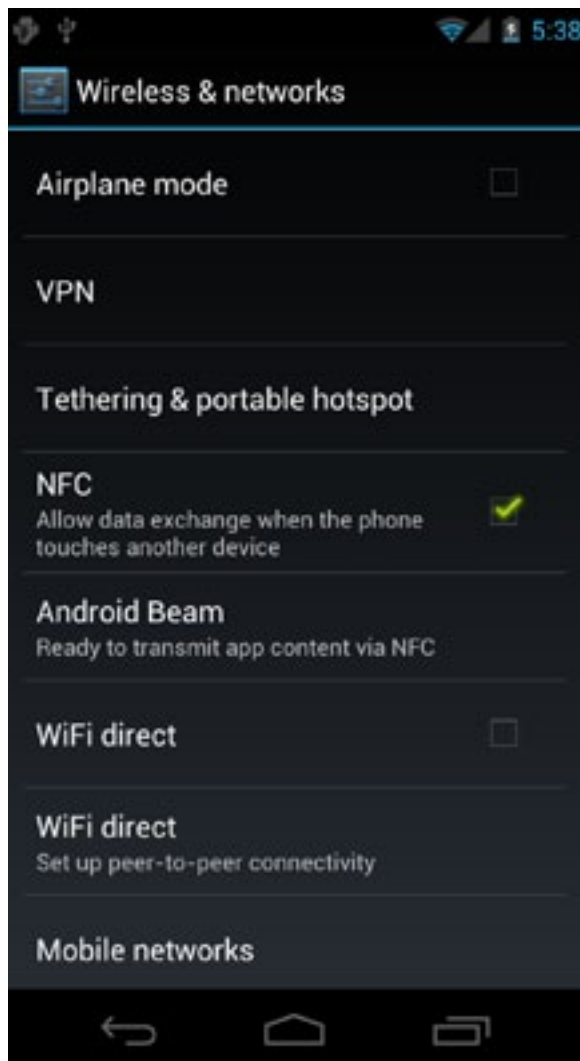 5:38
Wireless & networks
Airplane mode
VPN
Tethering & portable hotspot
NFC
Allow data exchange when the phone
touches another device
Android Beam
Ready to transmit app content via NFC
WiFi direct
WiFi direct
Set up peer-to-peer connectivity
Mobile networks